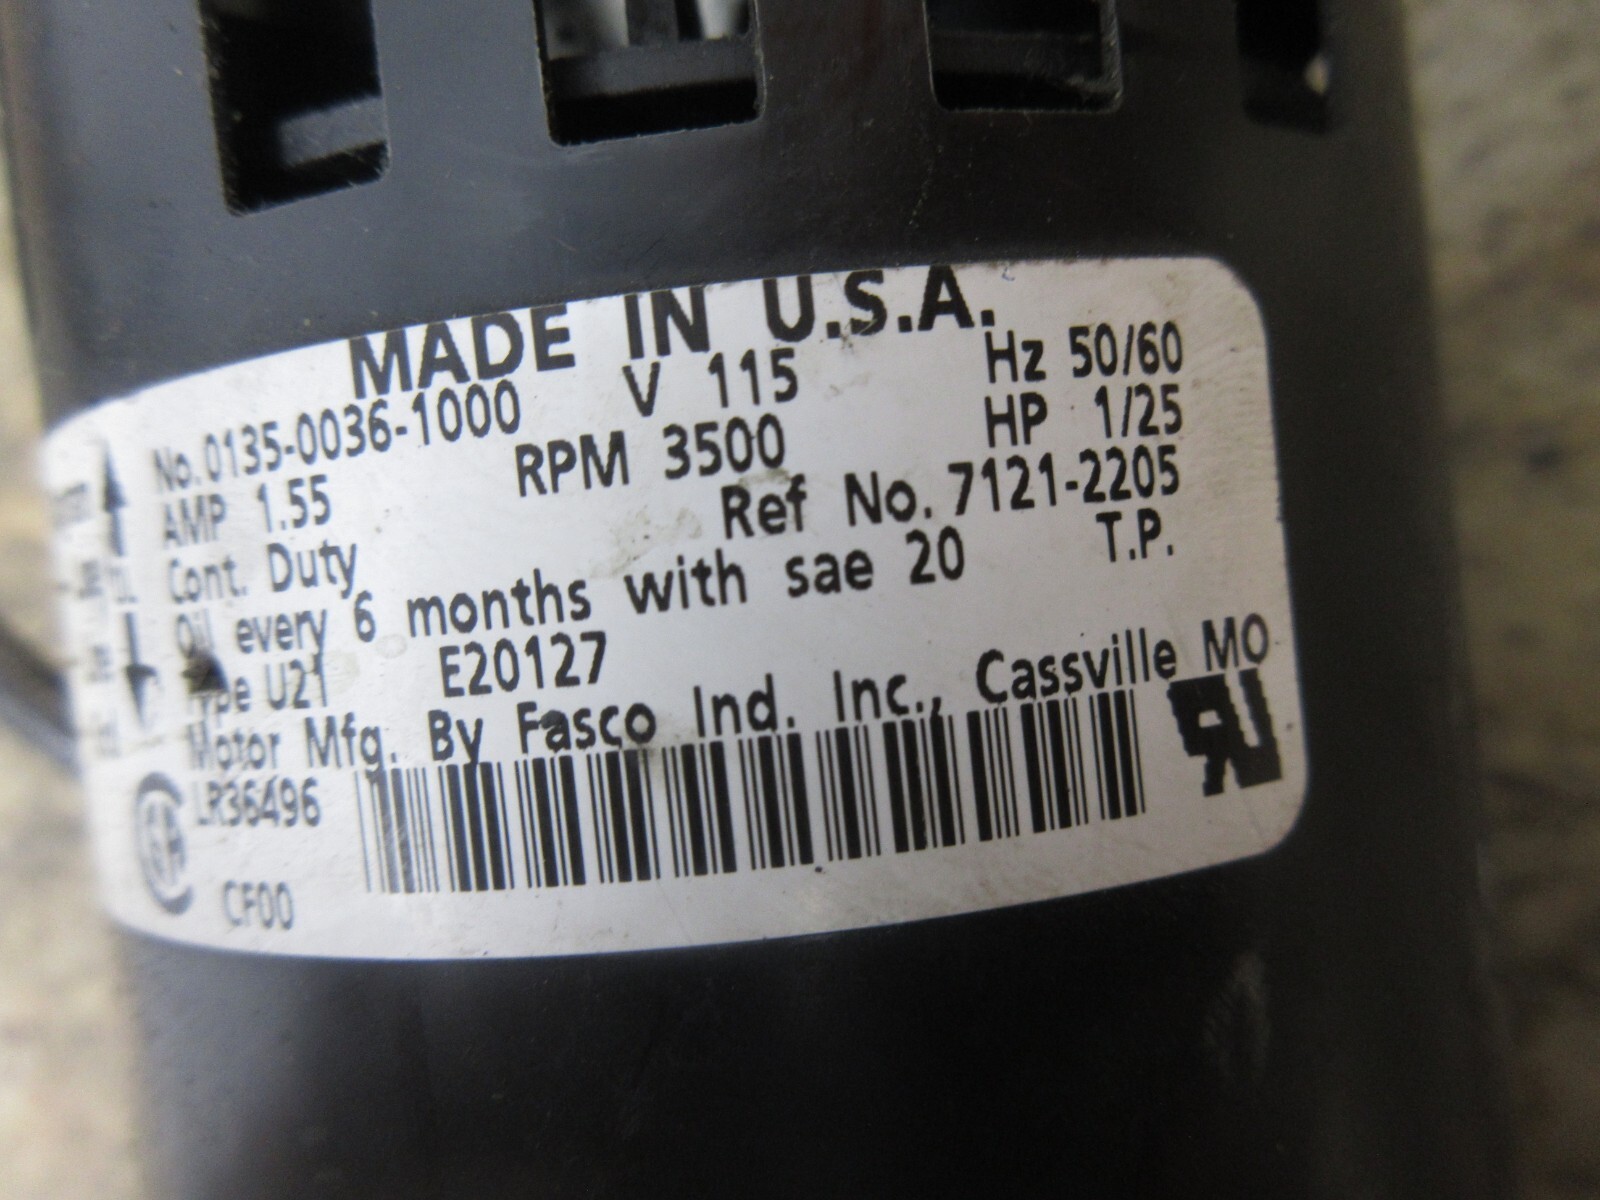 MADE IN U.S.A.
No. 0135-0036-1000 V 115 Hz 50/60
AMP 1.55 RPM 3500 HP 1/25
Cont. Duty Ref No. 7121-2205
Oil every 6 months with sae 20 T.P.
Type U21 E20127
Motor Mfg. By Fasco Ind. Inc., Cassville MO
LR36496
CF00